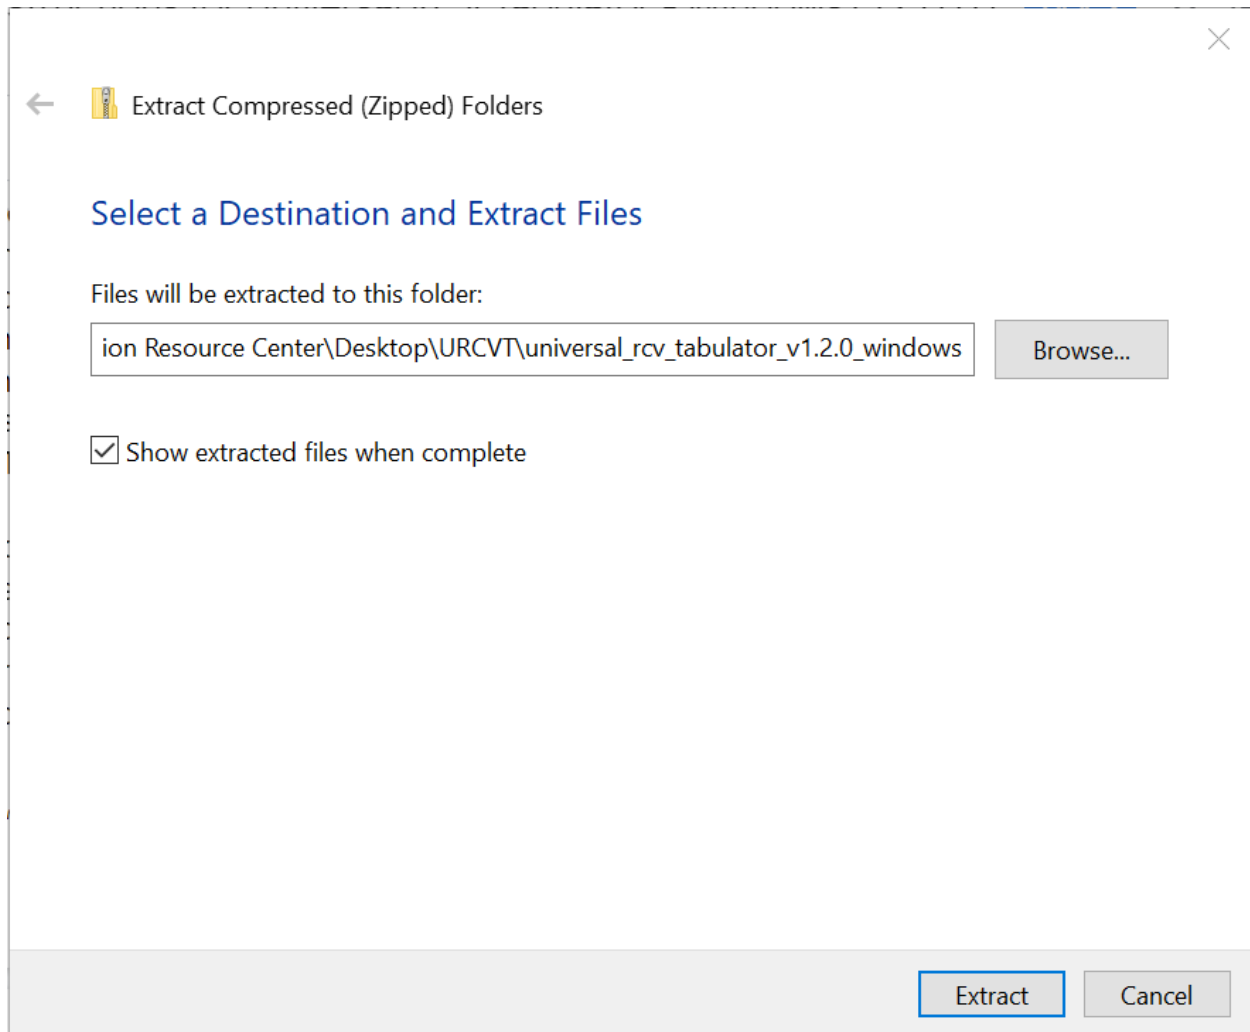 Extract Compressed (Zipped) Folders
Select a Destination and Extract Files
Files will be extracted to this folder:
ion Resource Center\Desktop\URCVT\universal_rcv_tabulator_v1.2.0_windows
Browse...
Show extracted files when complete
Extract
Cancel